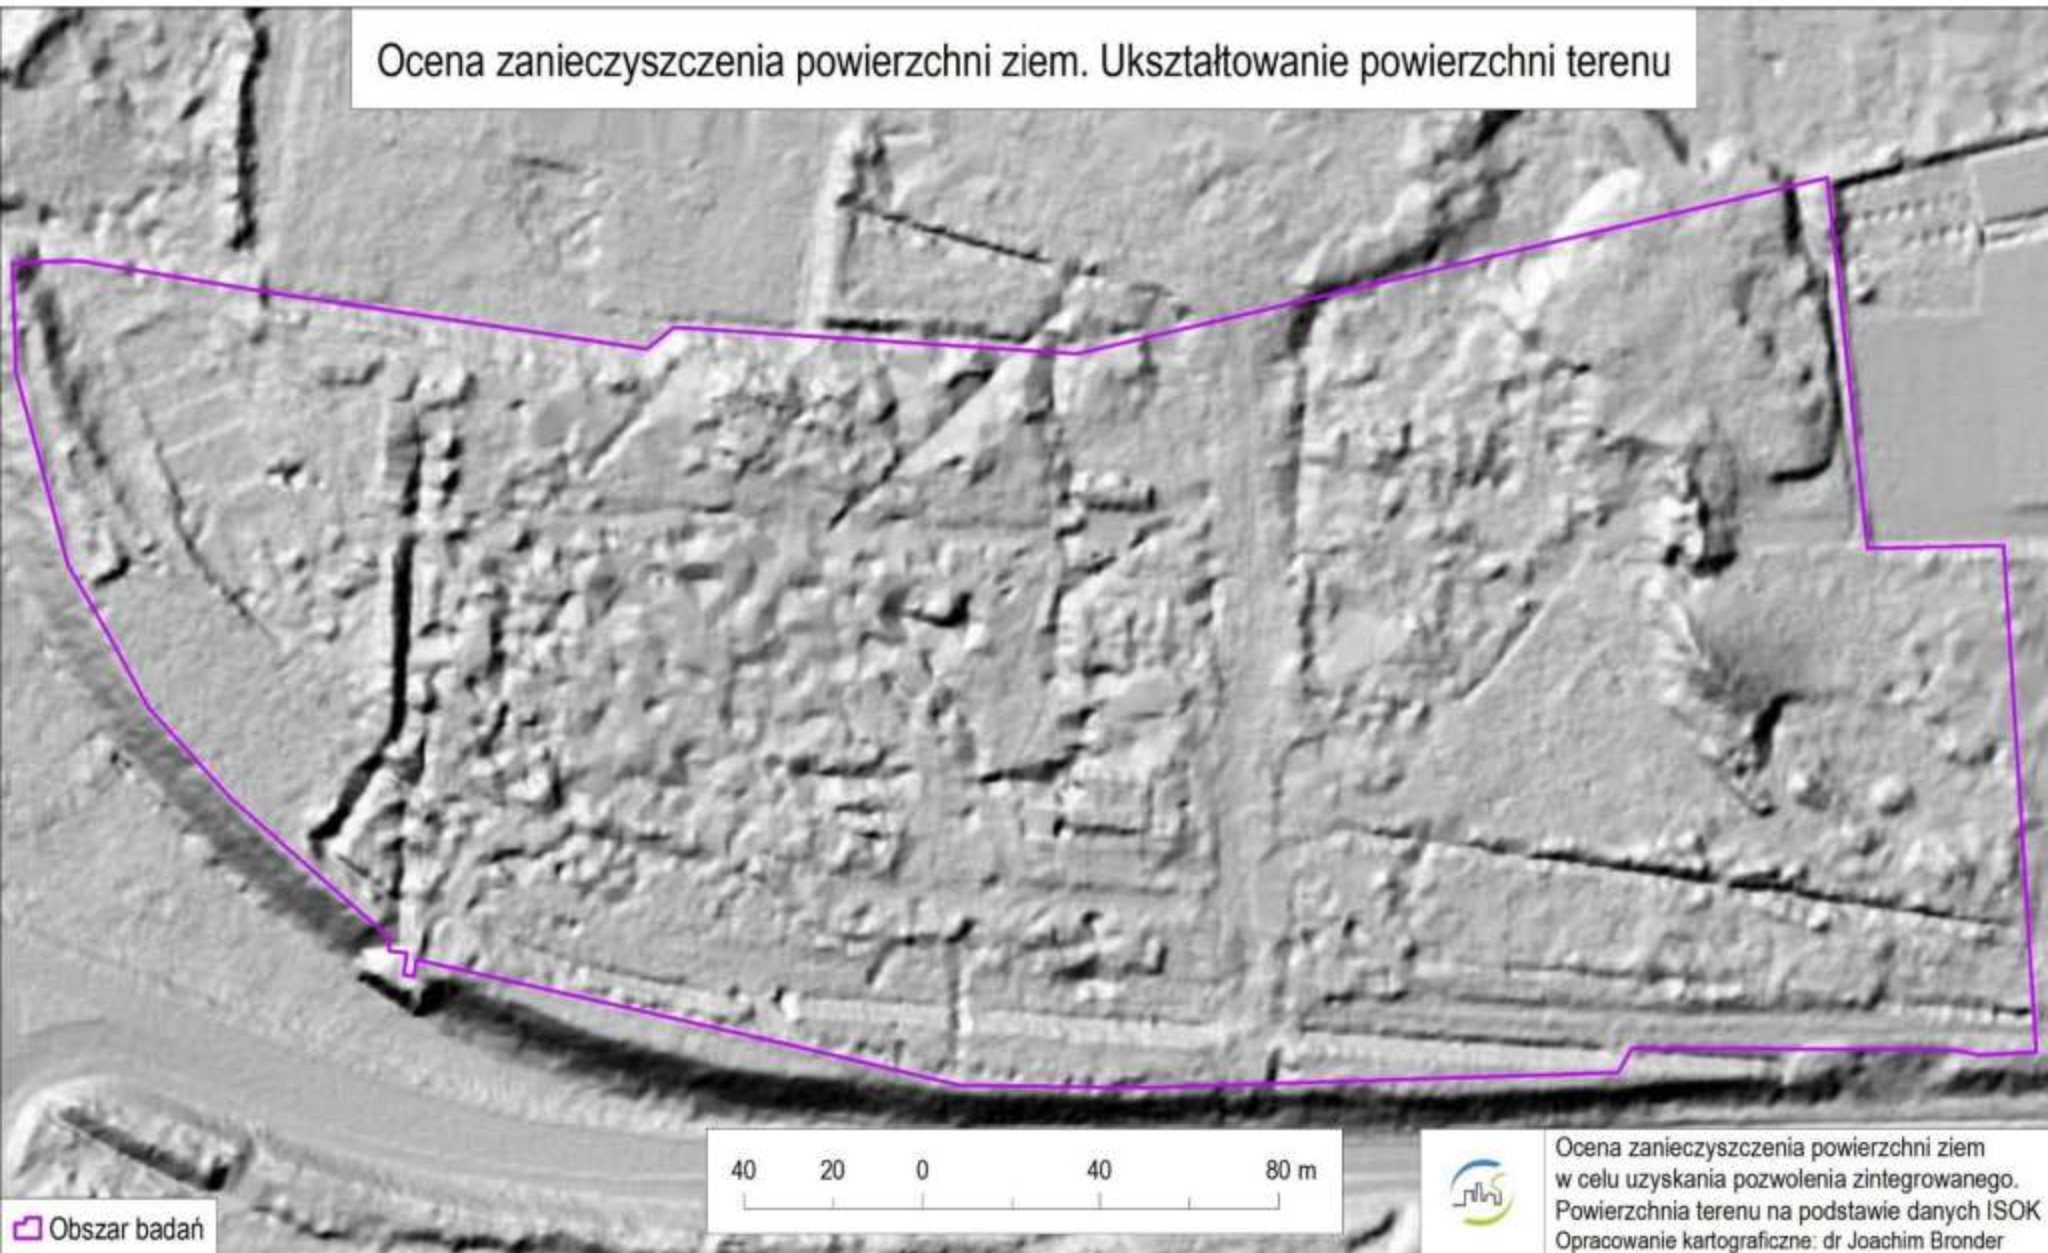 Ocena zanieczyszczenia powierzchni ziem. Ukształtowanie powierzchni terenu
40 20 0 40 80 m
Obszar badań
Ocena zanieczyszczenia powierzchni ziem
w celu uzyskania pozwolenia zintegrowanego.
Powierzchnia terenu na podstawie danych ISOK
Opracowanie kartograficzne: dr Joachim Bronder